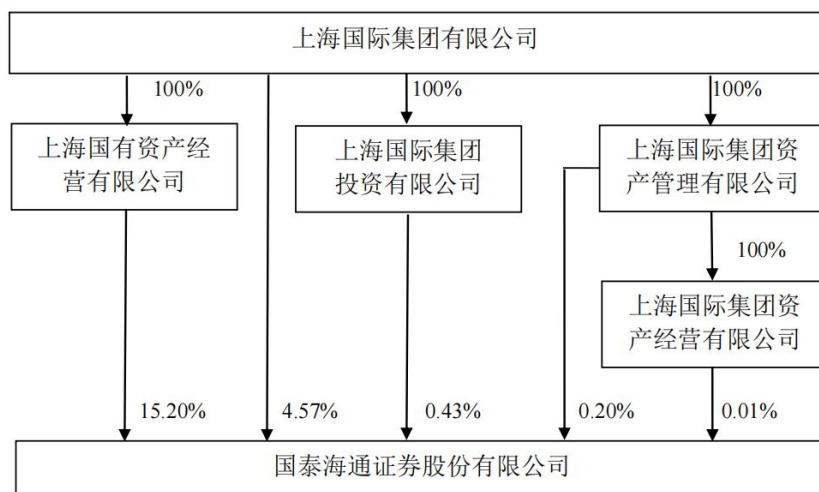 上海国际集团有限公司
100%
100%
100%
上海国有资产经
营有限公司
上海国际集团
投资有限公司
上海国际集团资
产管理有限公司
100%
上海国际集团资
产经营有限公司
15.20%
4.57%
0.43%
0.20%
0.01%
国泰海通证券股份有限公司